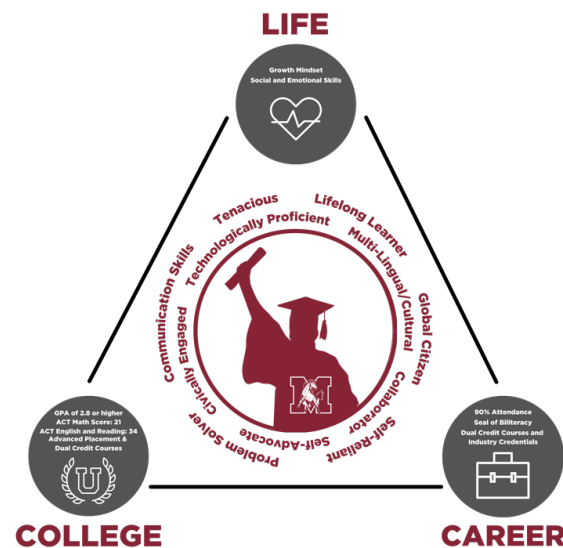 LIFE
Growth Mindset
Social and Emotional Skills
Tenacious
Lifelong Learner
Technologically Proficient
Multi-Lingual/Cultural
Communication Skills
Global Citizen
Civically Engaged
Collaborator
Problem Solver
Self-Reliant
Self-Advocate
M
GPA of 2.8 or higher
ACT Math Score: 21
ACT English and Reading: 34
Advanced Placement &
Dual Credit Courses
U
COLLEGE
90% Attendance
Seal of Biliteracy
Dual Credit Courses and
Industry Credentials
CAREER